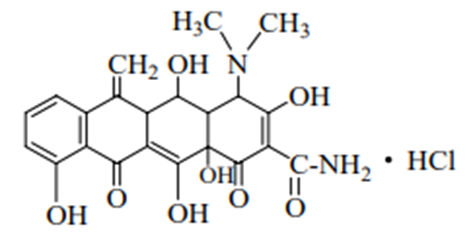 H₃C CH₃
CH₂ OH N
OH
OH C-NH₂ • HCl
OH O OH O O